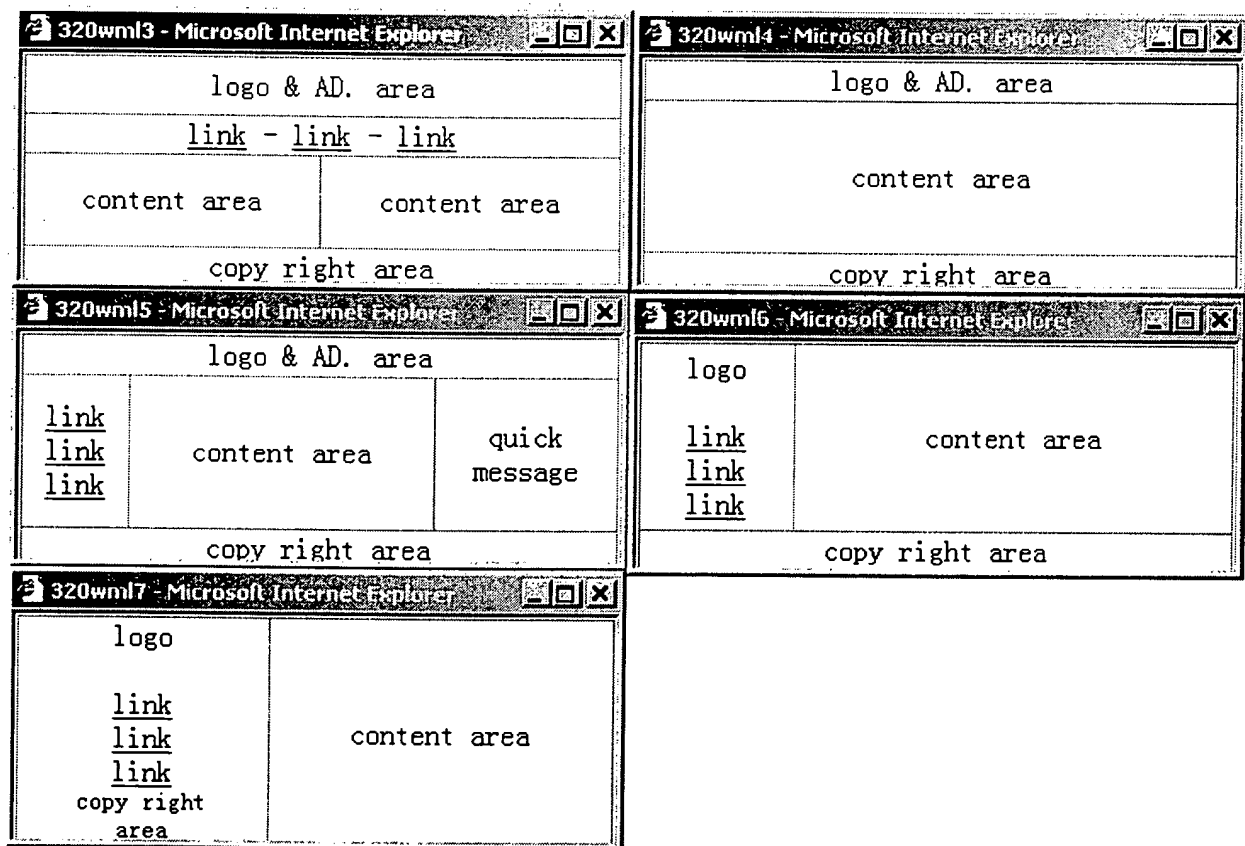 320wml3 - Microsoft Internet Explorer
logo & AD. area
link - link - link
content area content area
copy right area
320wml4 - Microsoft Internet Explorer
logo & AD. area
content area
copy right area
320wml5 - Microsoft Internet Explorer
logo & AD. area
link
link
link
content area
quick
message
copy right area
320wml6 - Microsoft Internet Explorer
logo
link
link
link
content area
copy right area
320wml7 - Microsoft Internet Explorer
logo
link
link
link
copy right
area
content area